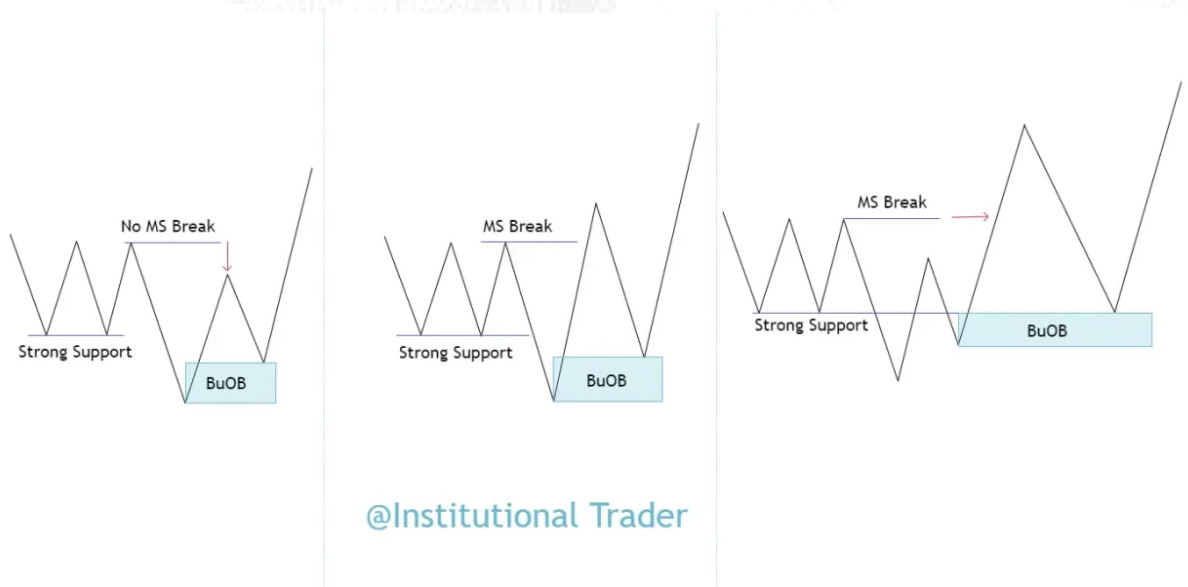 No MS Break
Strong Support
BuOB
MS Break
Strong Support
BuOB
MS Break
Strong Support
BuOB
@Institutional Trader